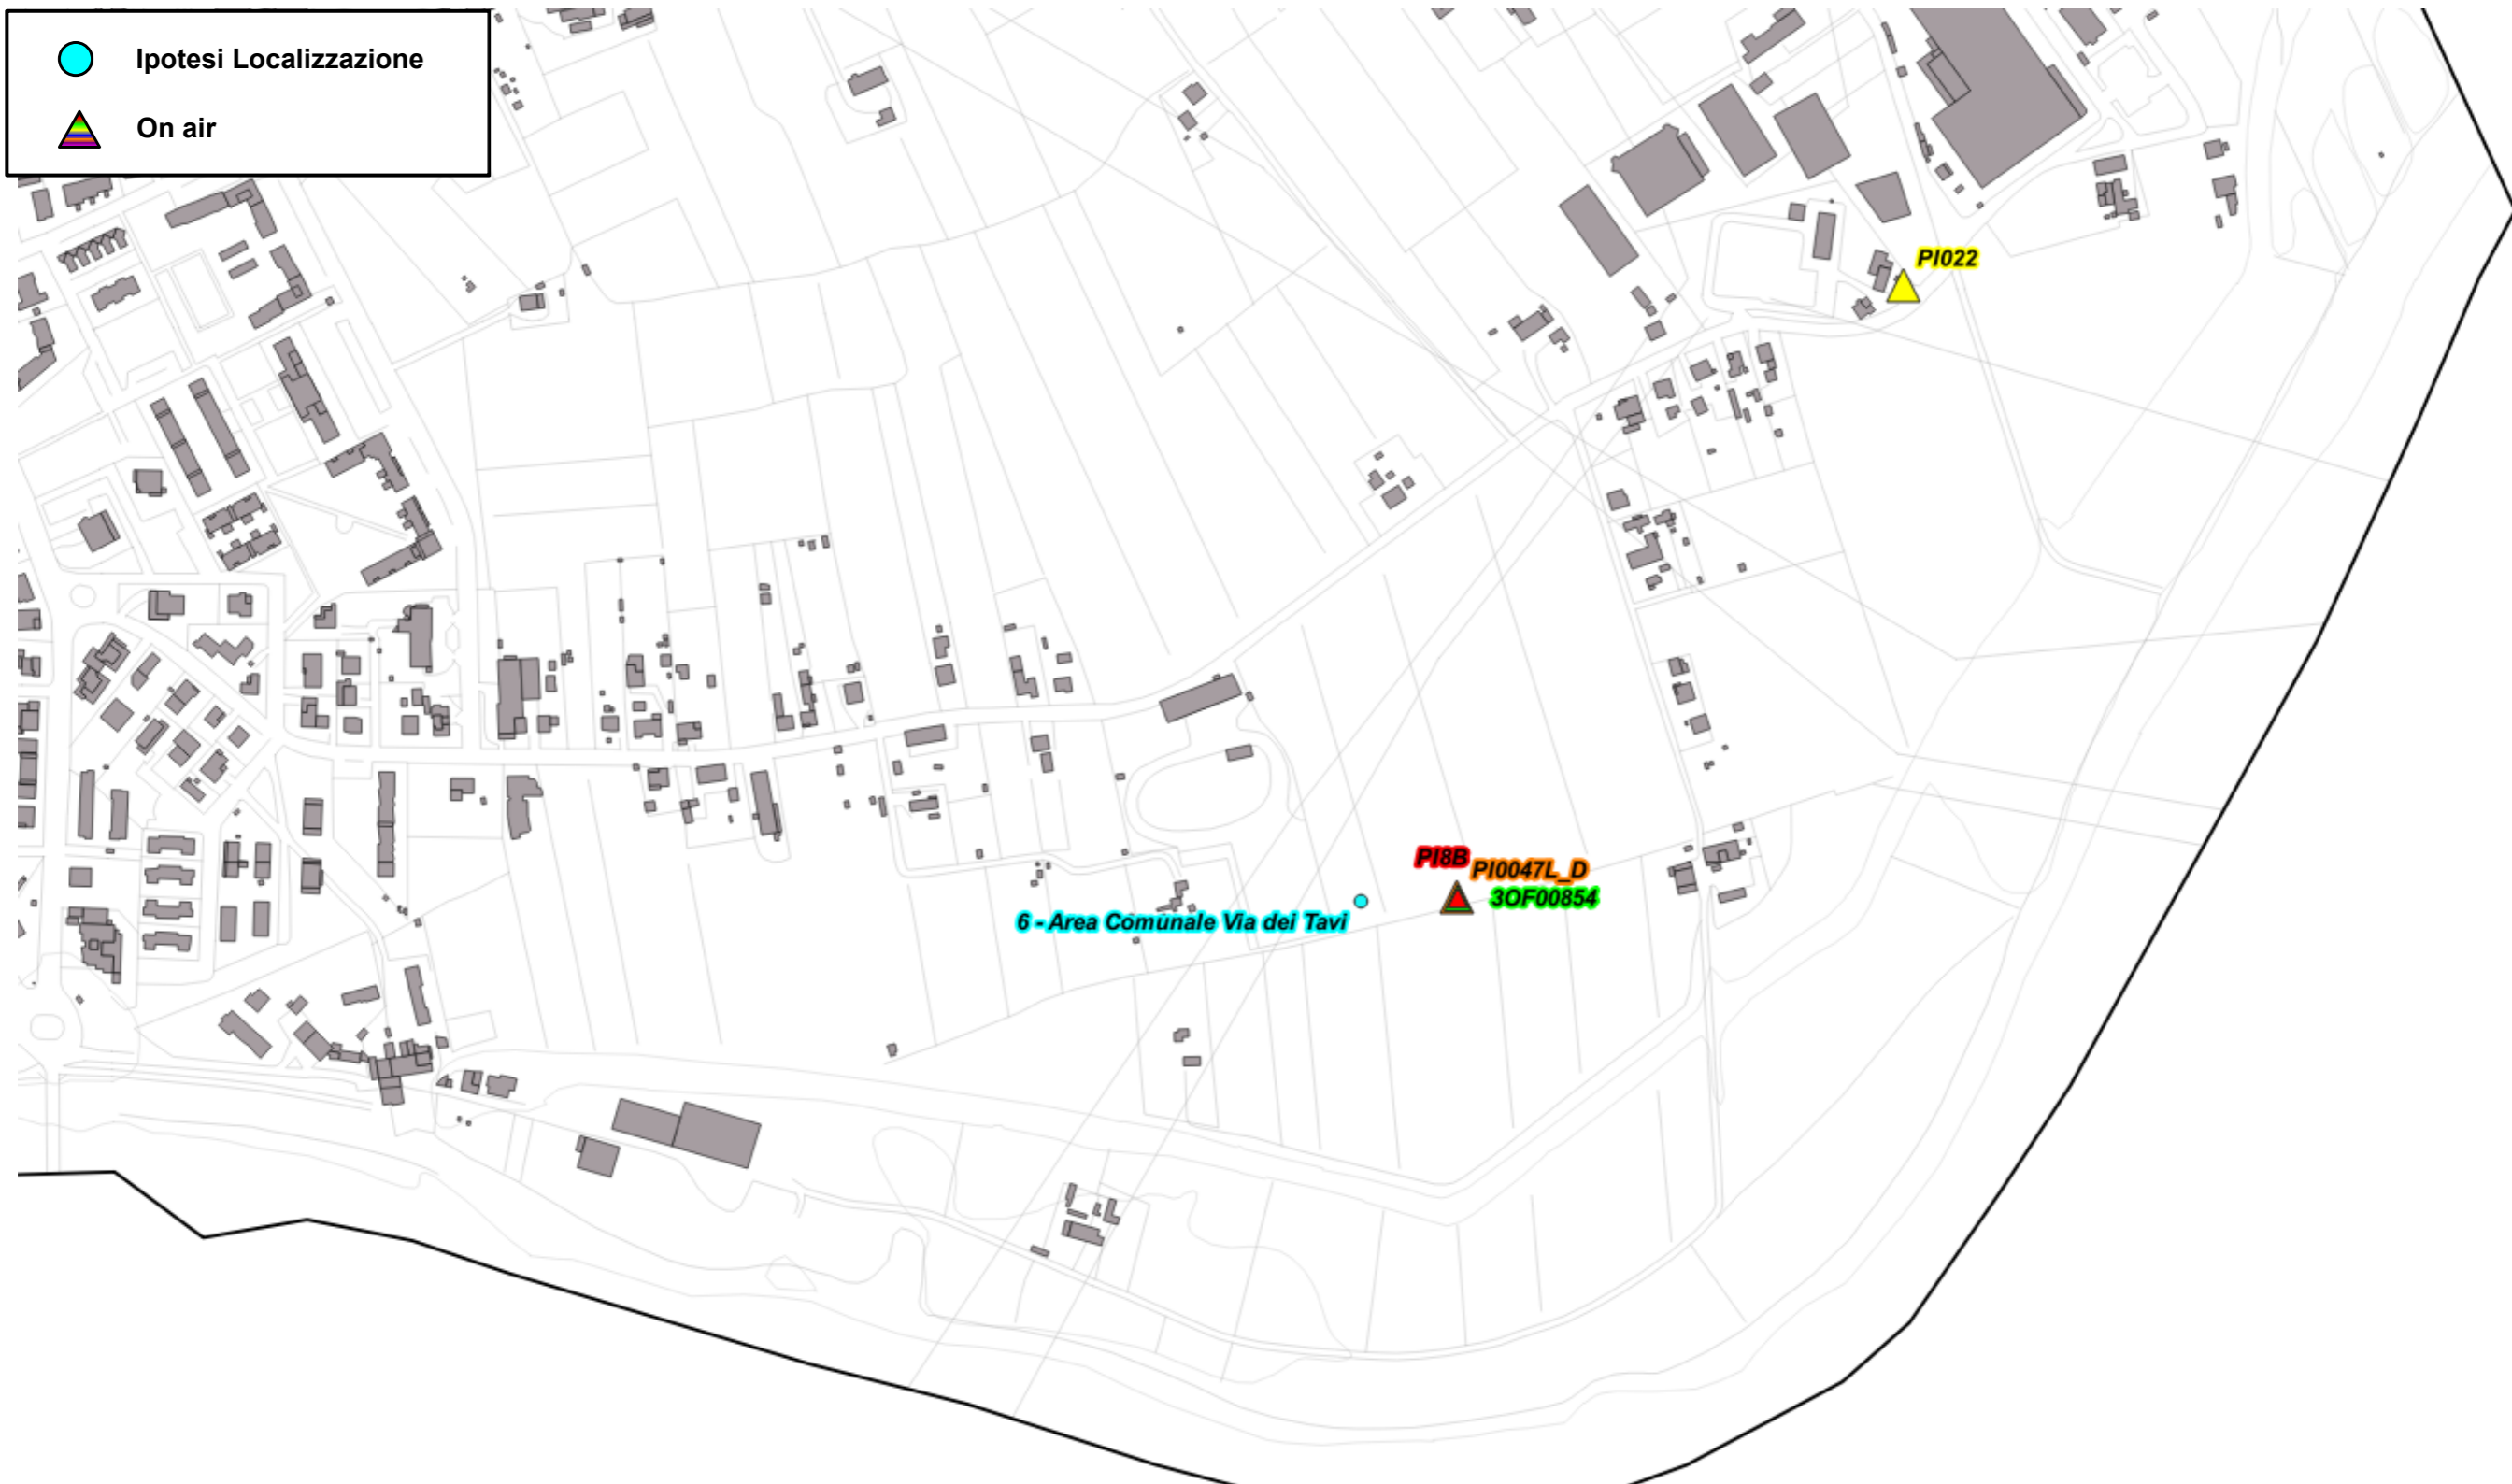 Ipotesi Localizzazione
On air
PI022
PI8B
PI0047L_D
3OF00854
6 - Area Comunale Via dei Tavi